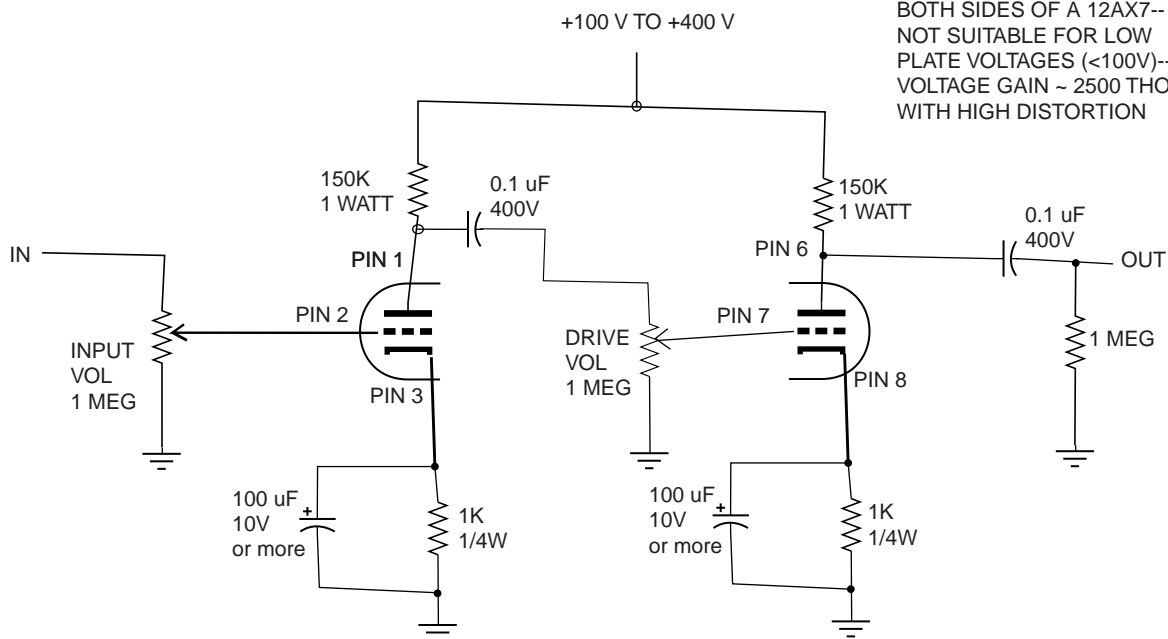 +100 V TO +400 V
BOTH SIDES OF A 12AX7--
NOT SUITABLE FOR LOW
PLATE VOLTAGES (<100V)--
VOLTAGE GAIN ~ 2500 THO
WITH HIGH DISTORTION
150K
1 WATT
0.1 uF
400V
150K
1 WATT
0.1 uF
400V
IN
PIN 1
PIN 6
OUT
PIN 2
PIN 7
INPUT
VOL
1 MEG
DRIVE
VOL
1 MEG
1 MEG
PIN 3
PIN 8
100 uF
10V
or more
+
1K
1/4W
100 uF
10V
or more
+
1K
1/4W